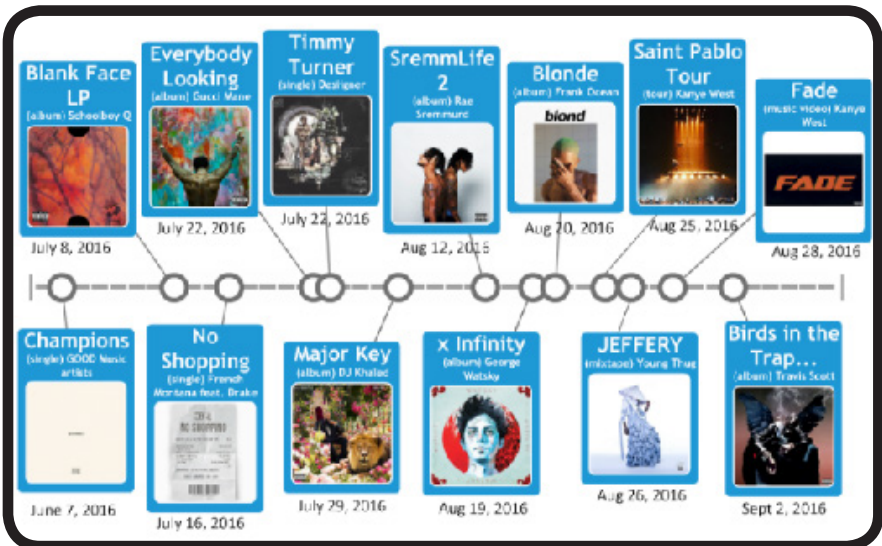 Blank Face
LP
(album) Schoolboy Q
July 8, 2016
Everybody
Looking
(album) Gucci Mane
July 22, 2016
Timmy
Turner
(single) Desiigner
July 22, 2016
SremmLife
2
(album) Rae
Sremmurd
Aug 12, 2016
Blonde
(album) Frank Ocean
blond
Aug 20, 2016
Saint Pablo
Tour
(tour) Kanye West
Aug 25, 2016
Fade
(music video) Kanye
West
FADE
Aug 28, 2016
Champions
(single) GOOD Music
artists
June 7, 2016
No
Shopping
(single) French
Montana feat. Drake
NO SHOPPING
July 16, 2016
Major Key
(album) DJ Khaled
July 29, 2016
x Infinity
(album) George
Watsky
Aug 19, 2016
JEFFERY
(mixtape) Young Thug
Aug 26, 2016
Birds in the
Trap...
(album) Travis Scott
Sept 2, 2016